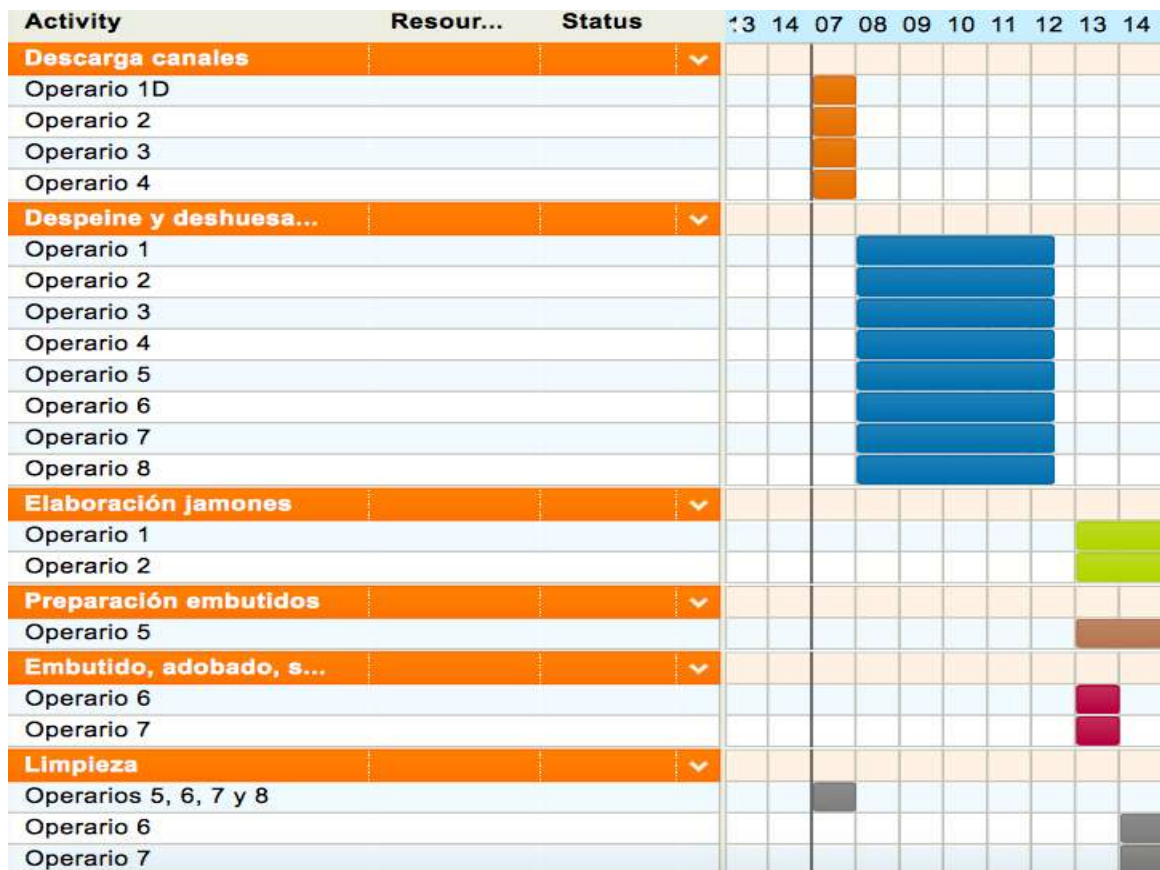 Activity Resour... Status 13 14 07 08 09 10 11 12 13 14
Descarga canales
Operario 1D
Operario 2
Operario 3
Operario 4
Despeine y deshuesa...
Operario 1
Operario 2
Operario 3
Operario 4
Operario 5
Operario 6
Operario 7
Operario 8
Elaboración jamones
Operario 1
Operario 2
Preparación embutidos
Operario 5
Embutido, adobado, s...
Operario 6
Operario 7
Limpieza
Operarios 5, 6, 7 y 8
Operario 6
Operario 7